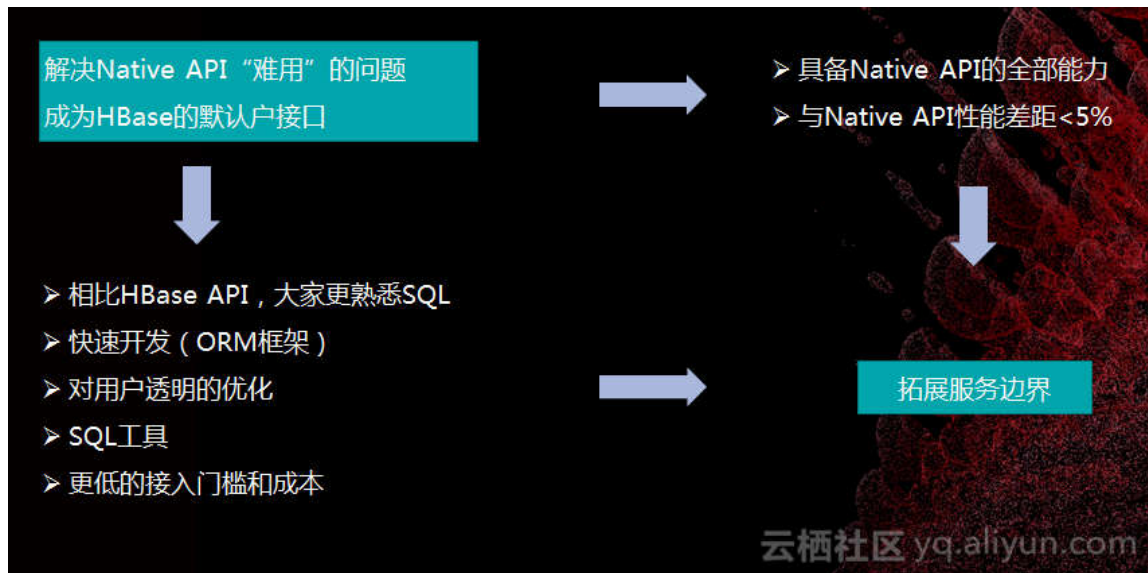 解决Native API“难用”的问题
成为HBase的默认户接口
➢ 具备Native API的全部能力
➢ 与Native API性能差距<5%
➢ 相比HBase API，大家更熟悉SQL
➢ 快速开发（ORM框架）
➢ 对用户透明的优化
➢ SQL工具
➢ 更低的接入门槛和成本
拓展服务边界
云栖社区 yq.aliyun.com